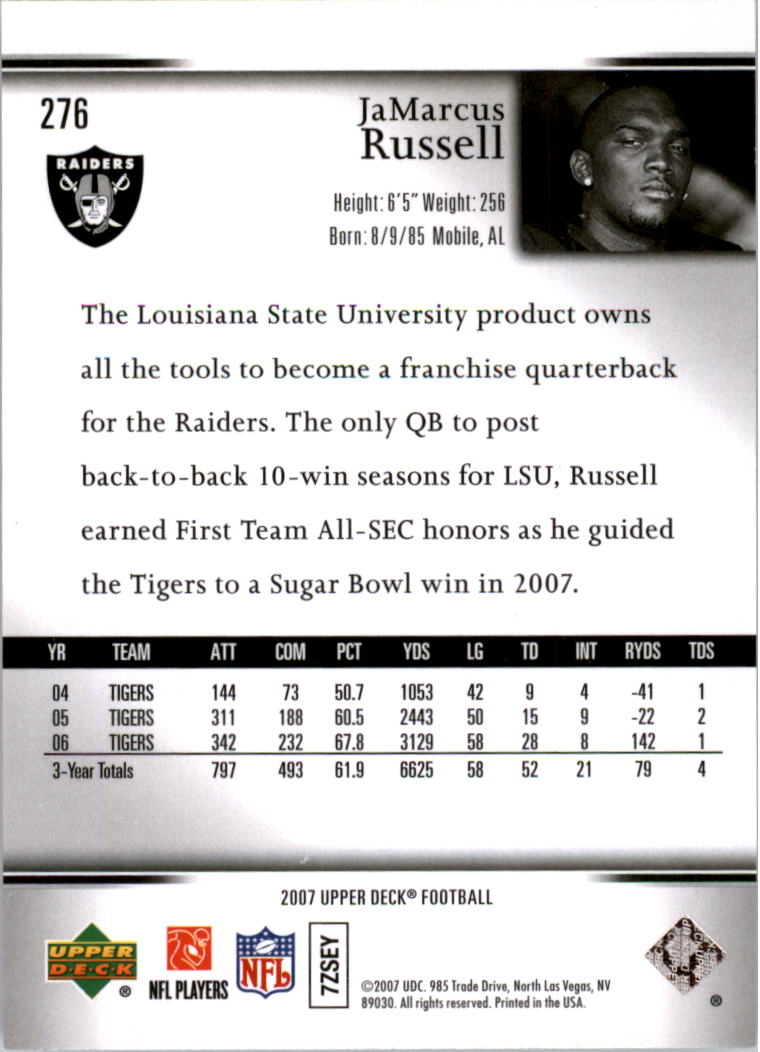 276
JaMarcus
Russell
RAIDERS
Height: 6'5" Weight: 256
Born: 8/9/85 Mobile, AL
The Louisiana State University product owns
all the tools to become a franchise quarterback
for the Raiders. The only QB to post
back-to-back 10-win seasons for LSU, Russell
earned First Team All-SEC honors as he guided
the Tigers to a Sugar Bowl win in 2007.
YR TEAM ATT COM PCT YDS LG TD INT RYDS TDS
04 TIGERS 144 73 50.7 1053 42 9 4 -41 1
05 TIGERS 311 188 60.5 2443 50 15 9 -22 2
06 TIGERS 342 232 67.8 3129 58 28 8 142 1
3-Year Totals 797 493 61.9 6625 58 52 21 79 4
2007 UPPER DECK® FOOTBALL
UPPER
D·E·C·K
®
NFL PLAYERS
NFL
7ZSEY
©2007 UDC. 985 Trade Drive, North Las Vegas, NV
89030. All rights reserved. Printed in the USA.
®